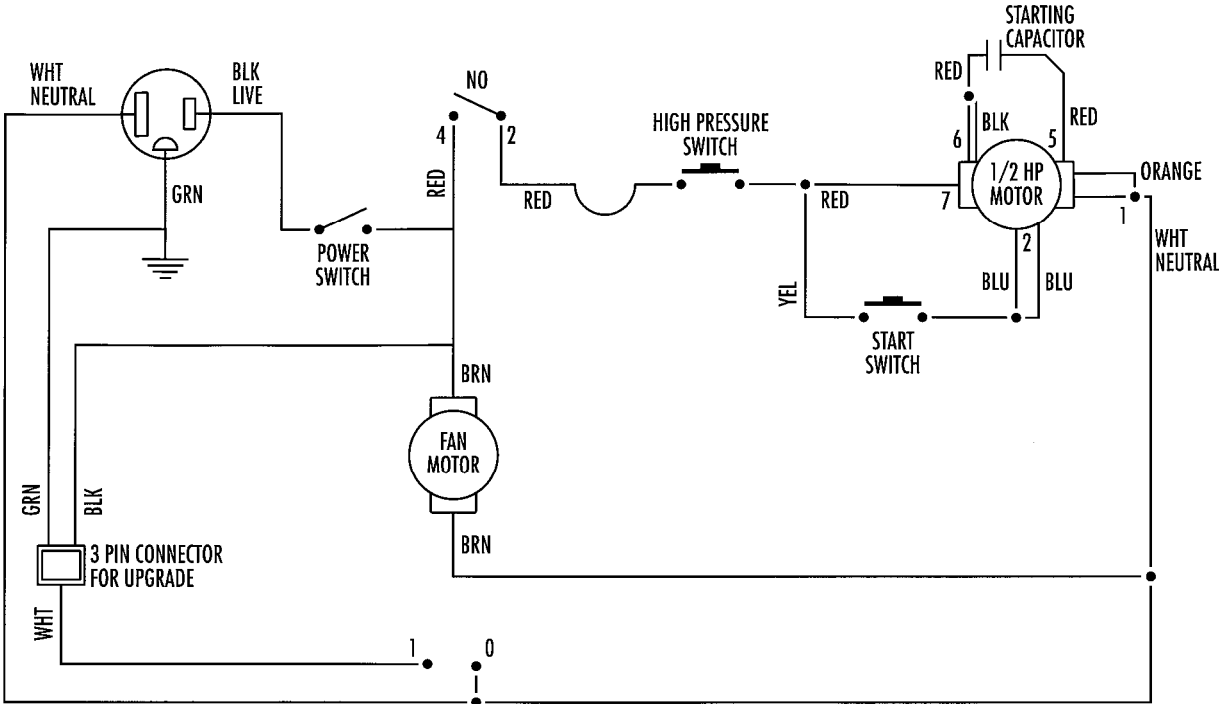 STARTING
CAPACITOR
WHT
NEUTRAL
BLK
LIVE
NO
RED
4
2
HIGH PRESSURE
SWITCH
6
BLK
5
RED
GRN
RED
RED
RED
7
1/2 HP
MOTOR
ORANGE
1
POWER
SWITCH
2
WHT
NEUTRAL
YEL
BLU
BLU
START
SWITCH
BRN
FAN
MOTOR
GRN
BLK
BRN
3 PIN CONNECTOR
FOR UPGRADE
WHT
1
0